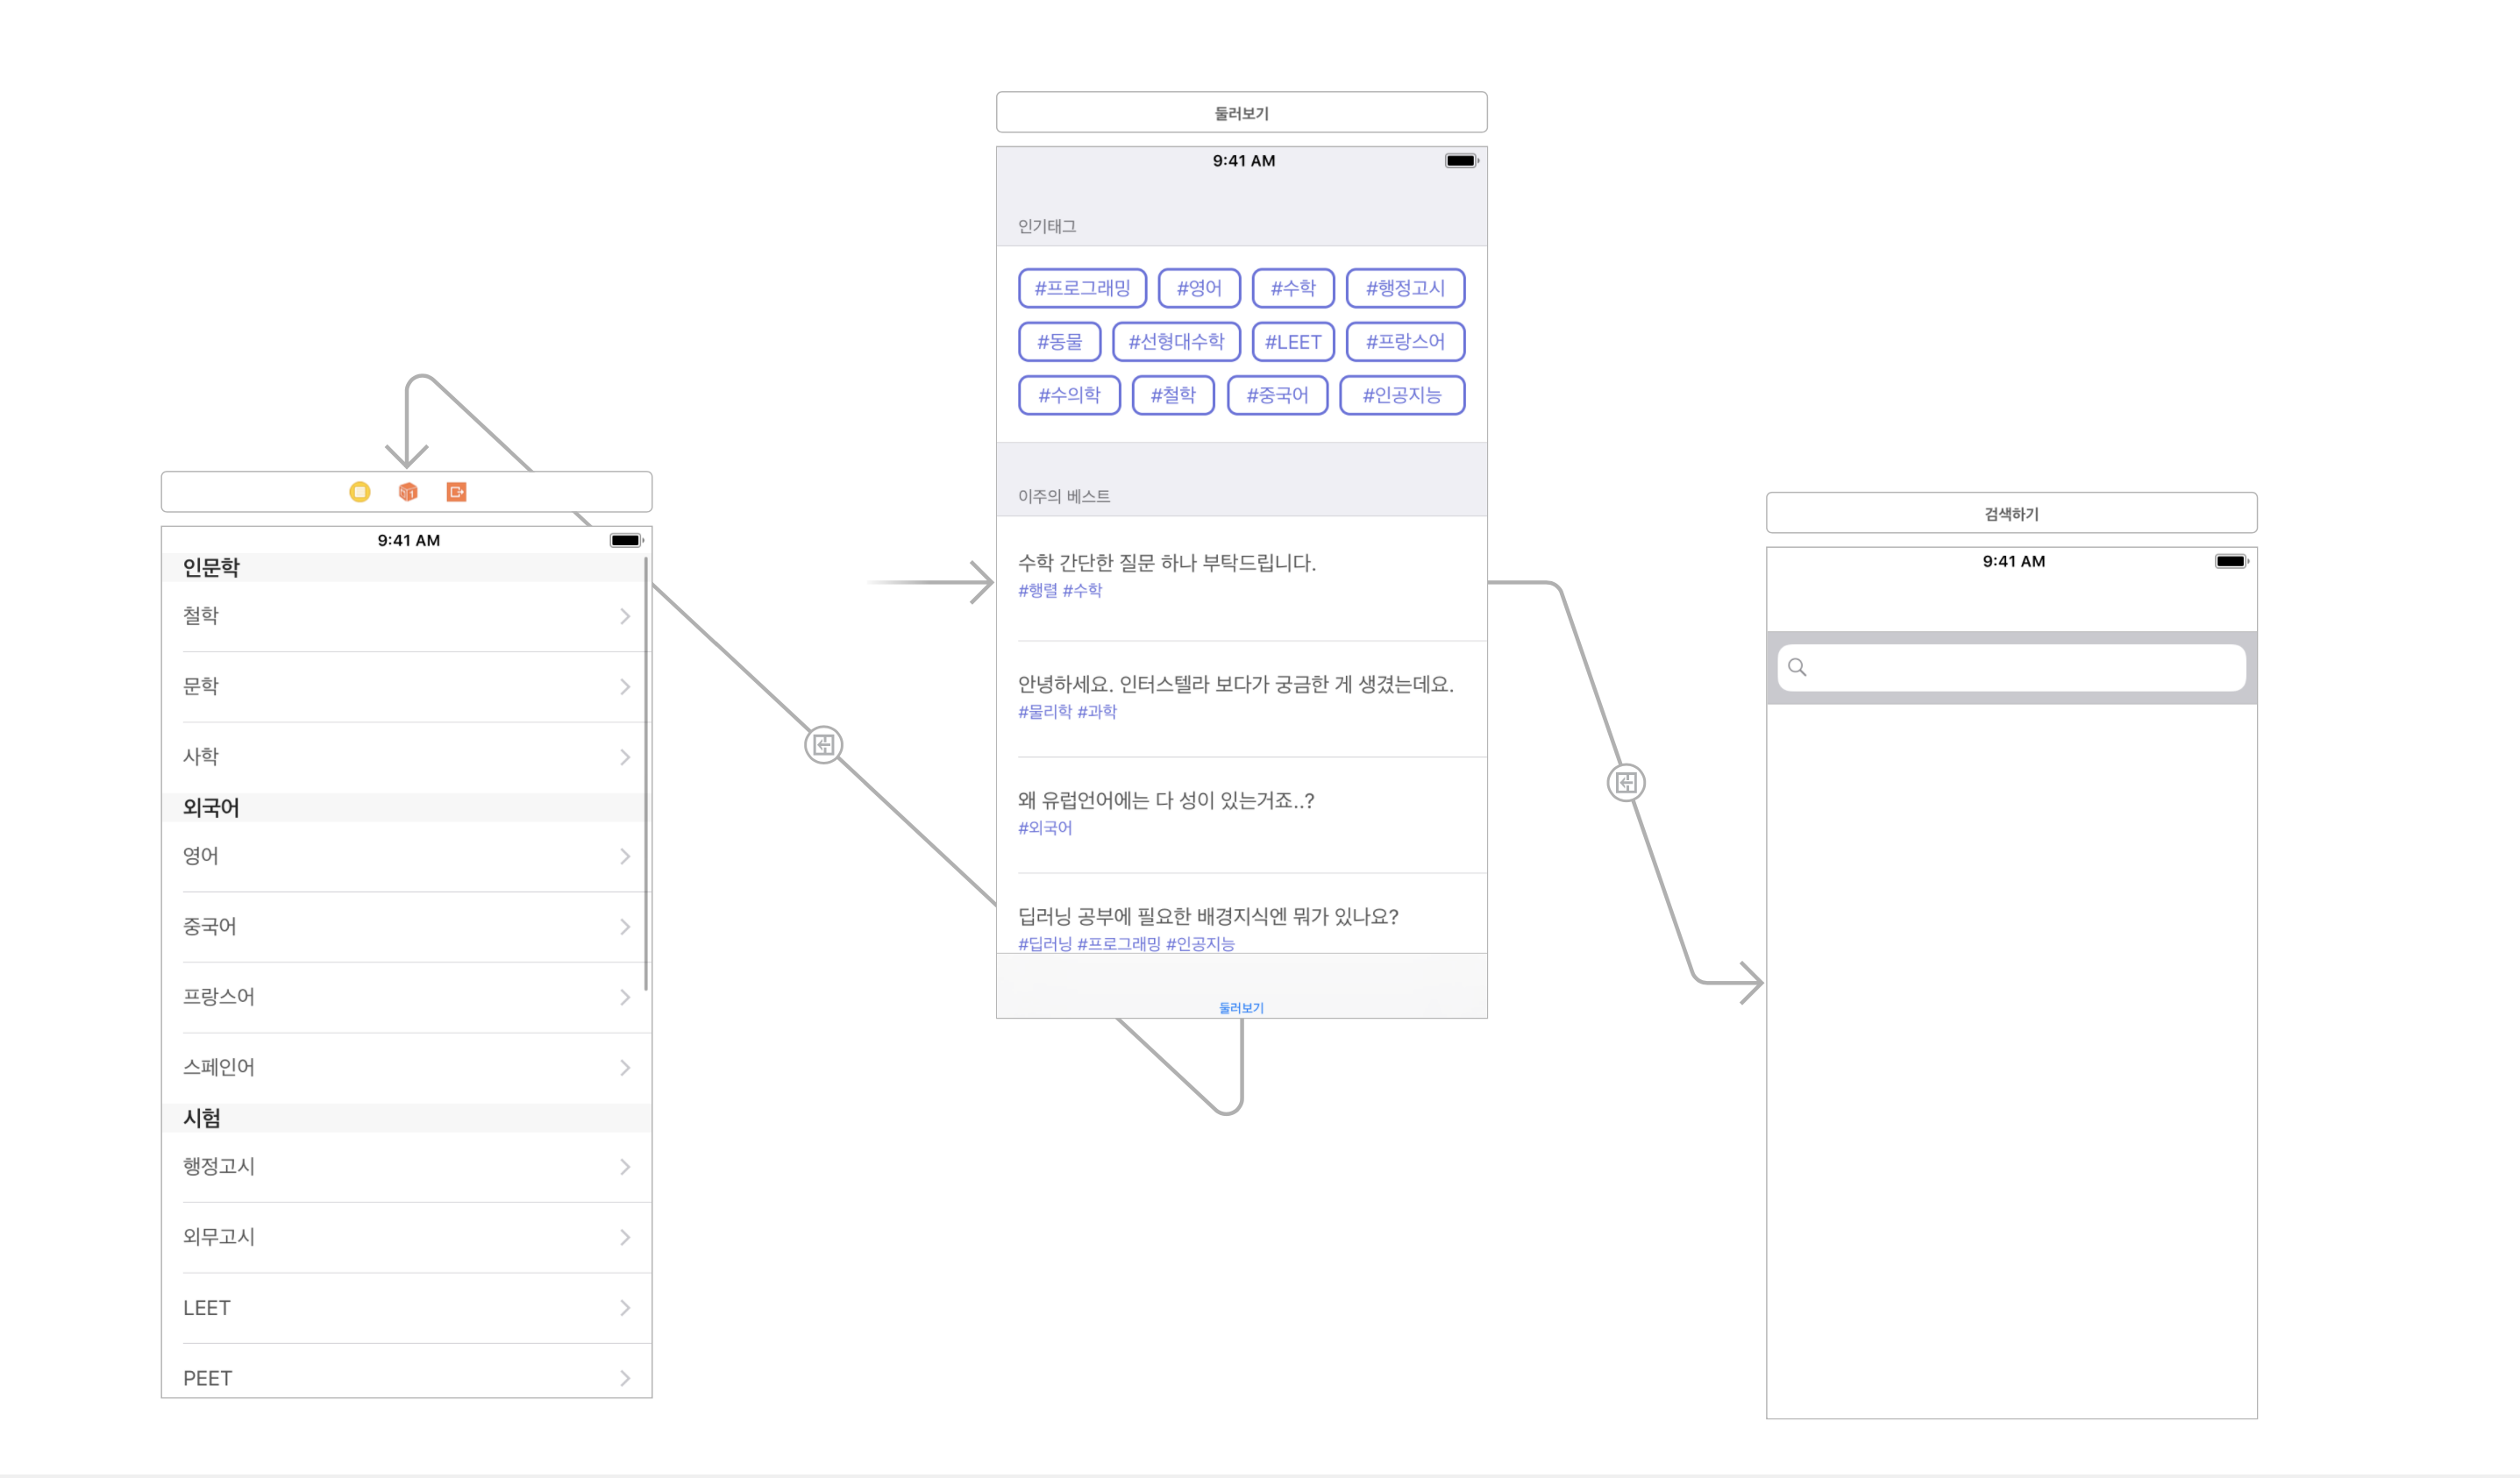 9:41 AM
인문학
철학
문학
사학
외국어
영어
중국어
프랑스어
스페인어
시험
행정고시
외무고시
LEET
PEET
둘러보기
9:41 AM
인기태그
#프로그래밍 #영어 #수학 #행정고시
#동물 #선형대수학 #LEET #프랑스어
#수의학 #철학 #중국어 #인공지능
이주의 베스트
수학 간단한 질문 하나 부탁드립니다.
#행렬 #수학
안녕하세요. 인터스텔라 보다가 궁금한 게 생겼는데요.
#물리학 #과학
왜 유럽언어에는 다 성이 있는거죠..?
#외국어
딥러닝 공부에 필요한 배경지식엔 뭐가 있나요?
#딥러닝 #프로그래밍 #인공지능
둘러보기
검색하기
9:41 AM